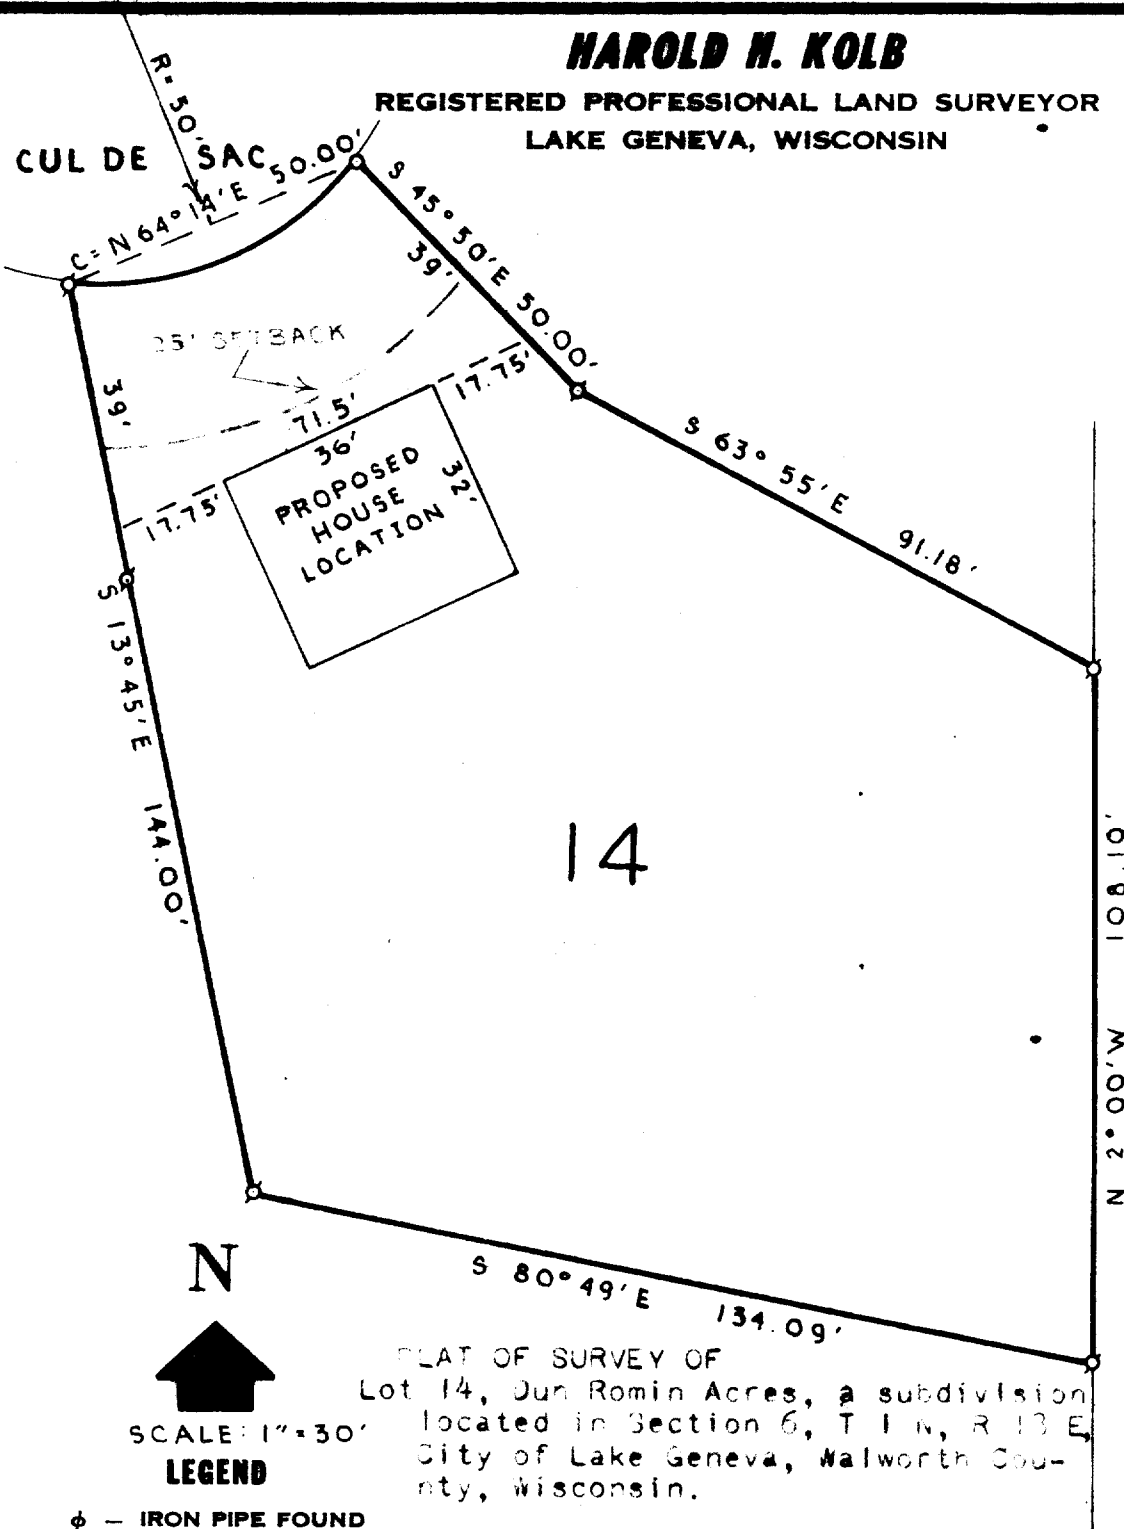 HAROLD H. KOLB
REGISTERED PROFESSIONAL LAND SURVEYOR
LAKE GENEVA, WISCONSIN
R= 50'
CUL DE SAC
C= N 64° 14' E 50.00'
S 45° 50' E 50.00'
39'
25' SETBACK
39'
17.75'
71.5'
36'
32'
PROPOSED
HOUSE
LOCATION
17.75'
S 63° 55' E 91.18'
S 13° 45' E 144.00'
14
N 2° 00' W 108.10'
S 80° 49' E 134.09'
N
SCALE: 1"=30'
LEGEND
ϕ — IRON PIPE FOUND
PLAT OF SURVEY OF
Lot 14, Dun Romin Acres, a subdivision
located in Section 6, T 1 N, R 18 E,
City of Lake Geneva, Walworth Cou-
nty, Wisconsin.